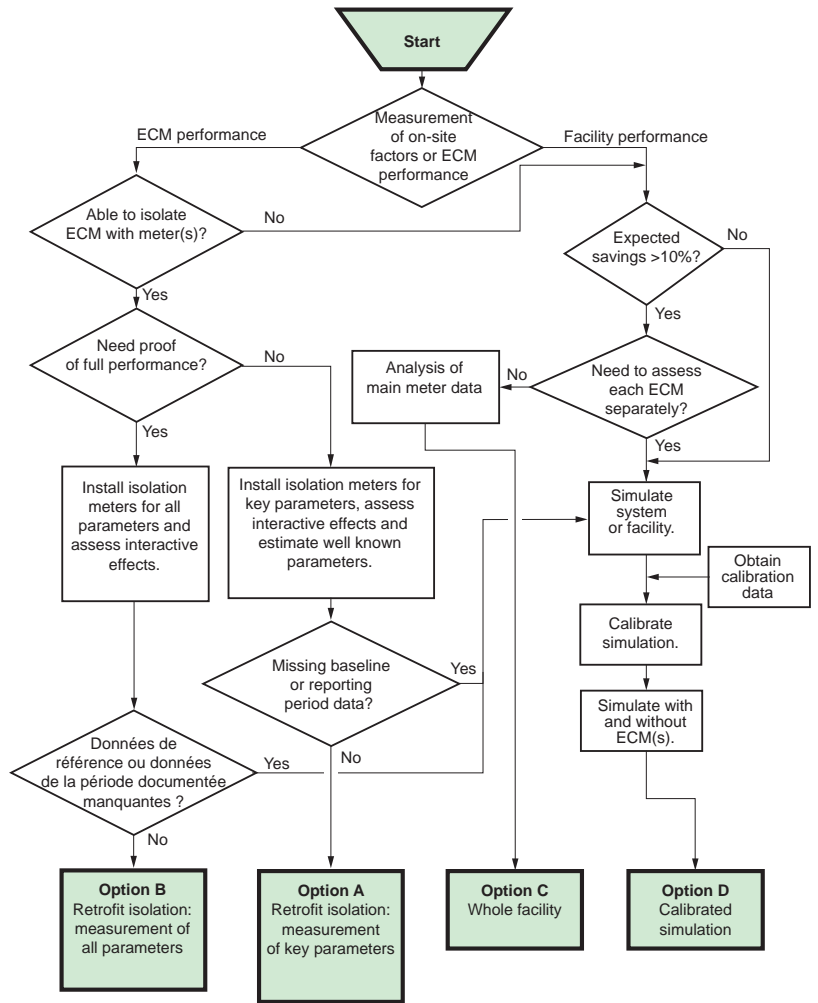 Start
Measurement
of on-site
factors or ECM
performance
ECM performance
Facility performance
Able to isolate
ECM with meter(s)?
No
Yes
Expected
savings >10%?
No
Yes
Need proof
of full performance?
No
Yes
Analysis of
main meter data
No
Need to assess
each ECM
separately?
Yes
Install isolation
meters for all
parameters and
assess interactive
effects.
Install isolation meters for
key parameters, assess
interactive effects and
estimate well known
parameters.
Simulate
system
or facility.
Obtain
calibration
data
Calibrate
simulation.
Missing baseline
or reporting
period data?
Yes
No
Simulate with
and without
ECM(s).
Données de
référence ou données
de la période documentée
manquantes ?
Yes
No
Option B
Retrofit isolation:
measurement of
all parameters
Option A
Retrofit isolation:
measurement
of key parameters
Option C
Whole facility
Option D
Calibrated
simulation